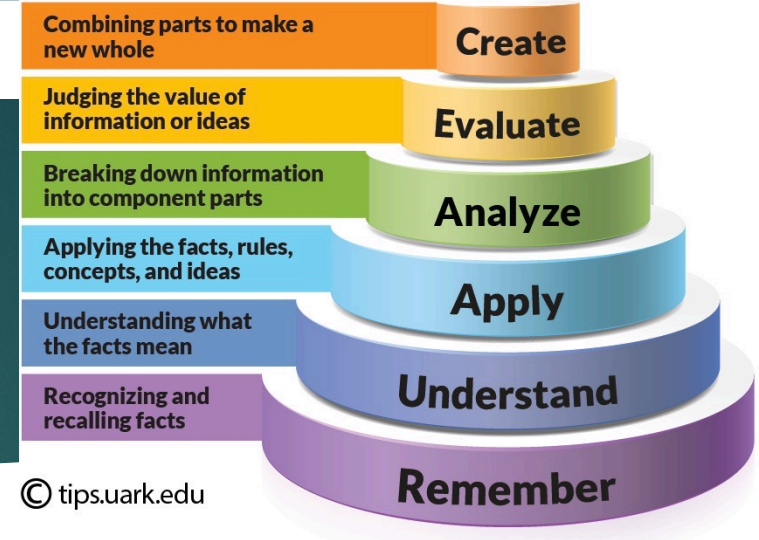 Combining parts to make a
new whole
Create
Judging the value of
information or ideas
Evaluate
Breaking down information
into component parts
Analyze
Applying the facts, rules,
concepts, and ideas
Apply
Understanding what
the facts mean
Understand
Recognizing and
recalling facts
Remember
© tips.uark.edu